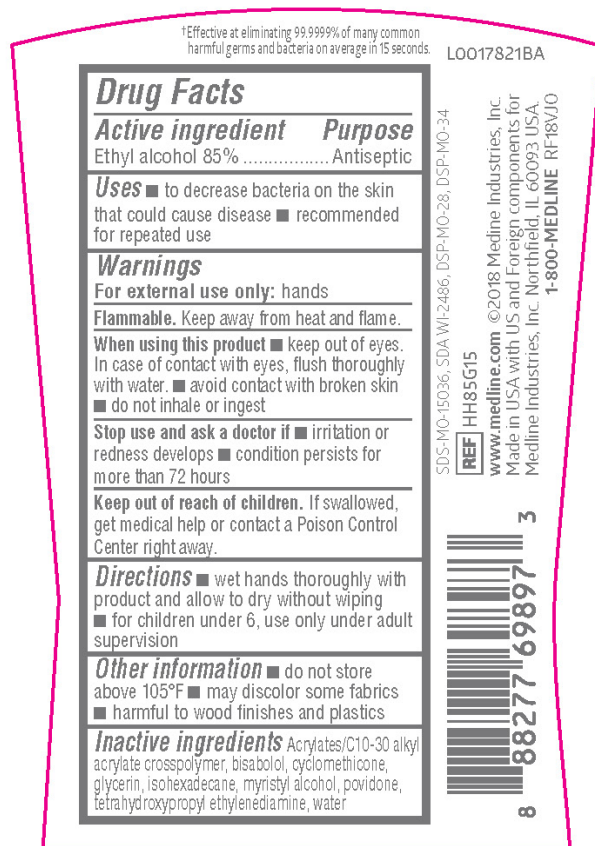 †Effective at eliminating 99.9999% of many common
harmful germs and bacteria on average in 15 seconds.
LOO17821BA
Drug Facts
Active ingredient Purpose
Ethyl alcohol 85% ................. Antiseptic
Uses ■ to decrease bacteria on the skin
that could cause disease ■ recommended
for repeated use
Warnings
For external use only: hands
Flammable. Keep away from heat and flame.
When using this product ■ keep out of eyes.
In case of contact with eyes, flush thoroughly
with water. ■ avoid contact with broken skin
■ do not inhale or ingest
Stop use and ask a doctor if ■ irritation or
redness develops ■ condition persists for
more than 72 hours
Keep out of reach of children. If swallowed,
get medical help or contact a Poison Control
Center right away.
Directions ■ wet hands thoroughly with
product and allow to dry without wiping
■ for children under 6, use only under adult
supervision
Other information ■ do not store
above 105°F ■ may discolor some fabrics
■ harmful to wood finishes and plastics
Inactive ingredients Acrylates/C10-30 alkyl
acrylate crosspolymer, bisabolol, cyclomethicone,
glycerin, isohexadecane, myristyl alcohol, povidone,
tetrahydroxypropyl ethylenediamine, water
SDS-MO-15036, SDA WI-2486, DSP-MO-28, DSP-MO-34
REF HH85G15
www.medline.com ©2018 Medine Industries, Inc.
Made in USA with US and Foreign components for
Medline Industries, Inc. Northfield, IL 60093 USA.
1-800-MEDLINE RF18VJO
8 88277 69897 3